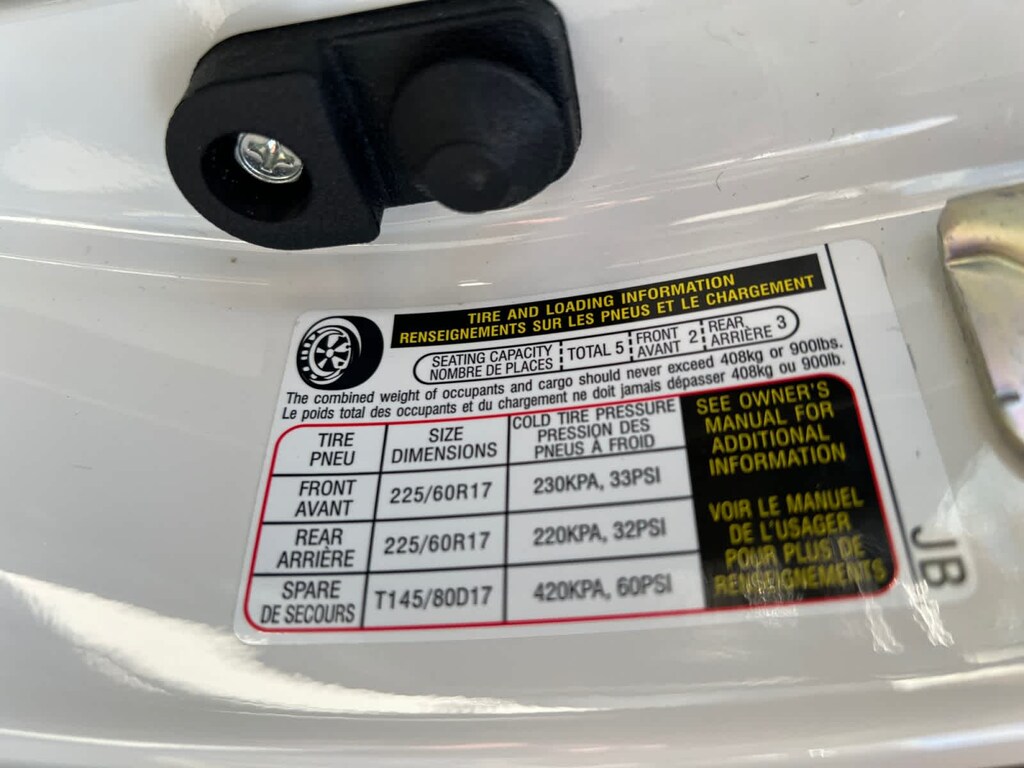 TIRE AND LOADING INFORMATION
RENSEIGNEMENTS SUR LES PNEUS ET LE CHARGEMENT
SEATING CAPACITY
NOMBRE DE PLACES
TOTAL 5
FRONT
AVANT 2
REAR
ARRIÈRE 3
The combined weight of occupants and cargo should never exceed 408kg or 900lbs.
Le poids total des occupants et du chargement ne doit jamais dépasser 408kg ou 900lb.
TIRE
PNEU
SIZE
DIMENSIONS
COLD TIRE PRESSURE
PRESSION DES
PNEUS À FROID
FRONT
AVANT
225/60R17
230KPA, 33PSI
REAR
ARRIÈRE
225/60R17
220KPA, 32PSI
SPARE
DE SECOURS
T145/80D17
420KPA, 60PSI
SEE OWNER'S
MANUAL FOR
ADDITIONAL
INFORMATION
VOIR LE MANUEL
DE L'USAGER
POUR PLUS DE
RENSEIGNEMENTS
JB